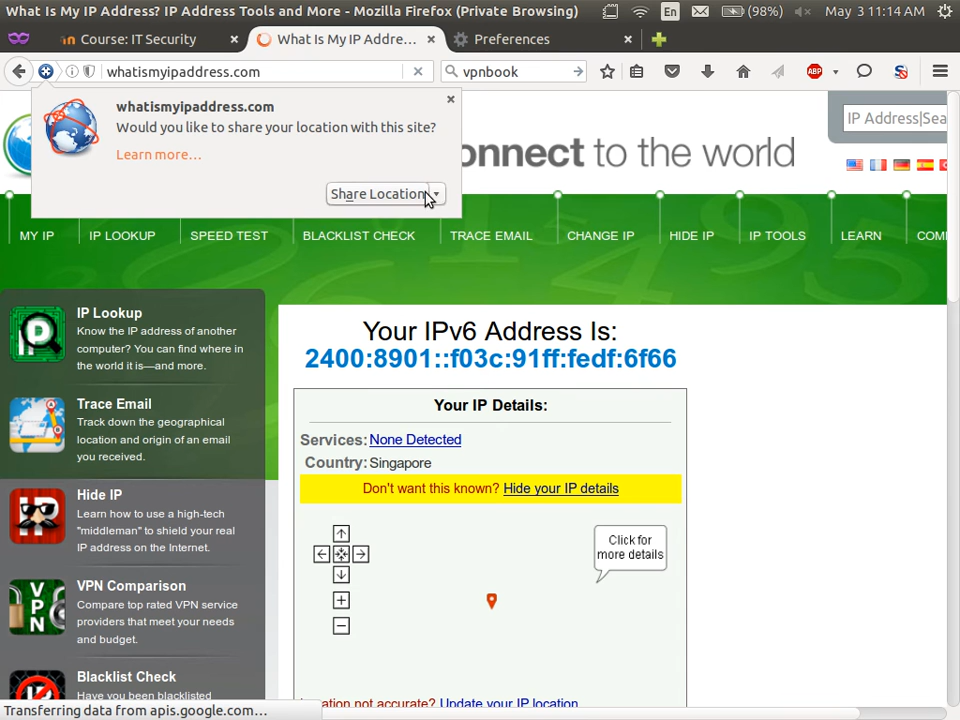 What Is My IP Address? IP Address Tools and More - Mozilla Firefox (Private Browsing)
En
(98%)
May 3 11:14 AM
Course: IT Security
What Is My IP Addre...
Preferences
whatismyipaddress.com
vpnbook
ABP
whatismyipaddress.com
Would you like to share your location with this site?
Learn more...
Share Location
onnect to the world
IP Address|Sea
MY IP
IP LOOKUP
SPEED TEST
BLACKLIST CHECK
TRACE EMAIL
CHANGE IP
HIDE IP
IP TOOLS
LEARN
COM
IP Lookup
Know the IP address of another
computer? You can find where in
the world it is—and more.
Trace Email
Track down the geographical
location and origin of an email
you received.
Hide IP
Learn how to use a high-tech
"middleman" to shield your real
IP address on the Internet.
VPN Comparison
Compare top rated VPN service
providers that meet your needs
and budget.
Blacklist Check
Have you been blacklisted
Your IPv6 Address Is:
2400:8901::f03c:91ff:fedf:6f66
Your IP Details:
Services: None Detected
Country: Singapore
Don't want this known? Hide your IP details
Click for
more details
ocation not accurate? Update your IP location
Transferring data from apis.google.com...